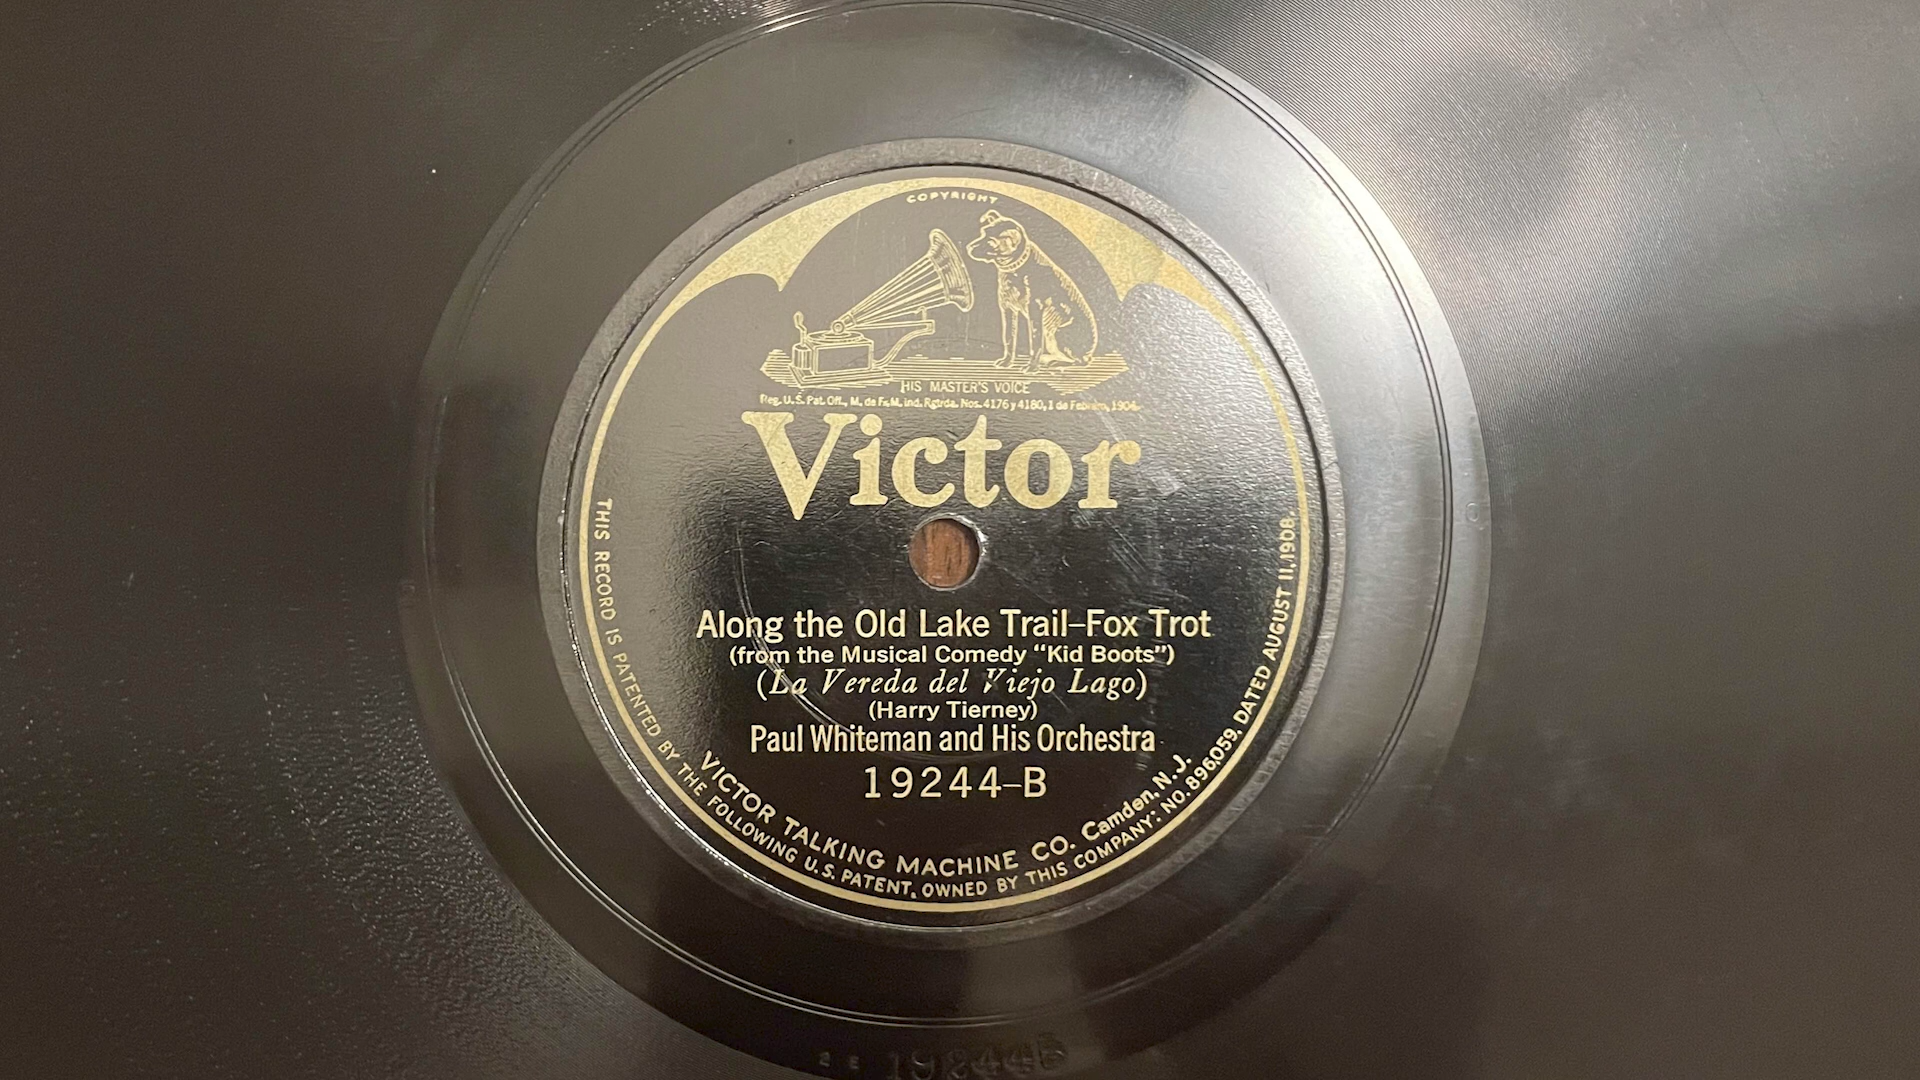 COPYRIGHT
HIS MASTER'S VOICE
Reg. U.S. Pat. Off., M. de F. M. ind. Rgtrda. Nos. 4176 y 4180, 1 de Febrero, 1904.
Victor
Along the Old Lake Trail–Fox Trot
(from the Musical Comedy “Kid Boots”)
(La Vereda del Viejo Lago)
(Harry Tierney)
Paul Whiteman and His Orchestra
19244–B
VICTOR TALKING MACHINE CO. Camden, N.J.
THIS RECORD IS PATENTED BY THE FOLLOWING U.S. PATENT, OWNED BY THIS COMPANY: NO. 896,059, DATED AUGUST 11, 1908.
19244B